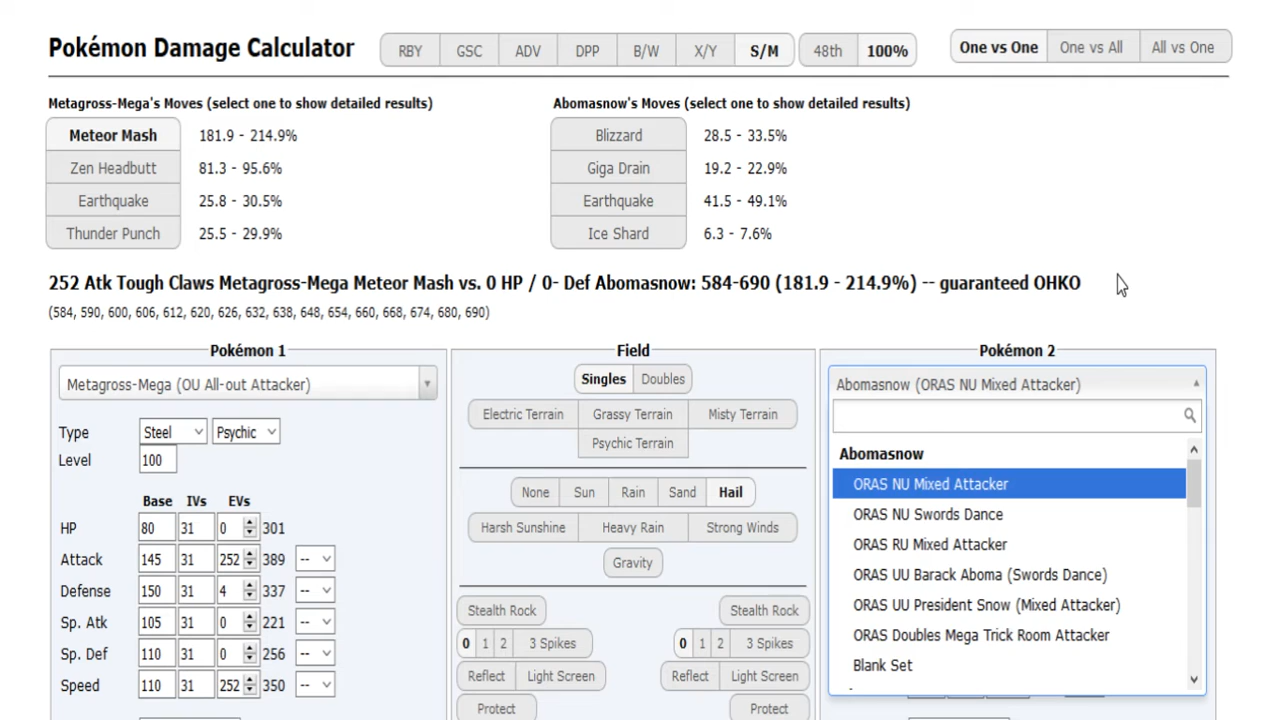 Pokémon Damage Calculator
RBY GSC ADV DPP B/W X/Y S/M 48th 100% One vs One One vs All All vs One
Metagross-Mega's Moves (select one to show detailed results)
Meteor Mash 181.9 - 214.9%
Zen Headbutt 81.3 - 95.6%
Earthquake 25.8 - 30.5%
Thunder Punch 25.5 - 29.9%
Abomasnow's Moves (select one to show detailed results)
Blizzard 28.5 - 33.5%
Giga Drain 19.2 - 22.9%
Earthquake 41.5 - 49.1%
Ice Shard 6.3 - 7.6%
252 Atk Tough Claws Metagross-Mega Meteor Mash vs. 0 HP / 0- Def Abomasnow: 584-690 (181.9 - 214.9%) -- guaranteed OHKO
(584, 590, 600, 606, 612, 620, 626, 632, 638, 648, 654, 660, 668, 674, 680, 690)
Pokémon 1
Metagross-Mega (OU All-out Attacker)
Type Steel Psychic
Level 100
Base IVs EVs
HP 80 31 0 301
Attack 145 31 252 389 --
Defense 150 31 4 337 --
Sp. Atk 105 31 0 221 --
Sp. Def 110 31 0 256 --
Speed 110 31 252 350 --
Field
Singles Doubles
Electric Terrain Grassy Terrain Misty Terrain
Psychic Terrain
None Sun Rain Sand Hail
Harsh Sunshine Heavy Rain Strong Winds
Gravity
Stealth Rock Stealth Rock
0 1 2 3 Spikes 0 1 2 3 Spikes
Reflect Light Screen Reflect Light Screen
Protect Protect
Pokémon 2
Abomasnow (ORAS NU Mixed Attacker)
Abomasnow
ORAS NU Mixed Attacker
ORAS NU Swords Dance
ORAS RU Mixed Attacker
ORAS UU Barack Aboma (Swords Dance)
ORAS UU President Snow (Mixed Attacker)
ORAS Doubles Mega Trick Room Attacker
Blank Set